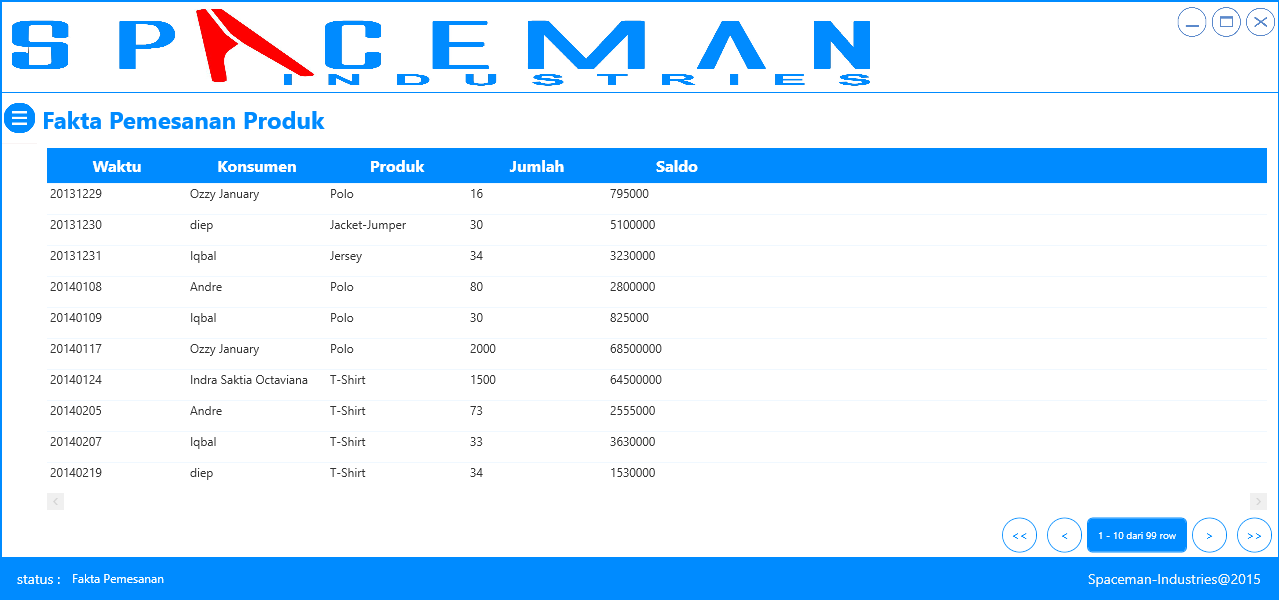 SPACEMAN
INDUSTRIES
Fakta Pemesanan Produk
Waktu Konsumen Produk Jumlah Saldo
20131229 Ozzy January Polo 16 795000
20131230 diep Jacket-Jumper 30 5100000
20131231 Iqbal Jersey 34 3230000
20140108 Andre Polo 80 2800000
20140109 Iqbal Polo 30 825000
20140117 Ozzy January Polo 2000 68500000
20140124 Indra Saktia Octaviana T-Shirt 1500 64500000
20140205 Andre T-Shirt 73 2555000
20140207 Iqbal T-Shirt 33 3630000
20140219 diep T-Shirt 34 1530000
<< < 1 - 10 dari 99 row > >>
status : Fakta Pemesanan Spaceman-Industries@2015